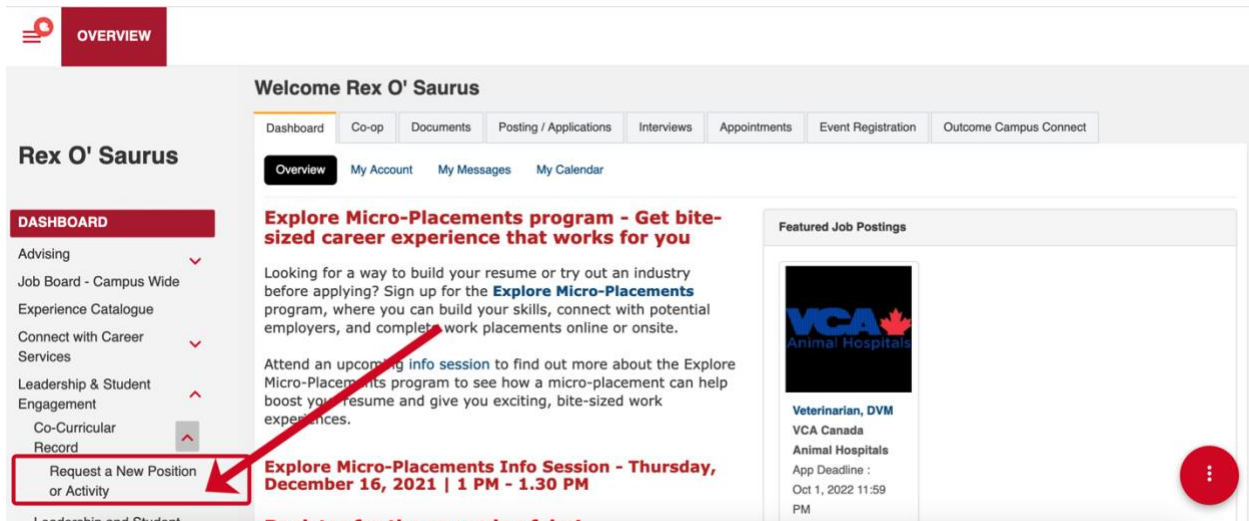 OVERVIEW
Welcome Rex O' Saurus
Dashboard Co-op Documents Posting / Applications Interviews Appointments Event Registration Outcome Campus Connect
Overview My Account My Messages My Calendar
Rex O' Saurus
DASHBOARD
Advising
Job Board - Campus Wide
Experience Catalogue
Connect with Career
Services
Leadership & Student
Engagement
Co-Curricular
Record
Request a New Position
or Activity
Leadership and Student
Explore Micro-Placements program - Get bite-
sized career experience that works for you
Looking for a way to build your resume or try out an industry
before applying? Sign up for the Explore Micro-Placements
program, where you can build your skills, connect with potential
employers, and complete work placements online or onsite.
Attend an upcoming info session to find out more about the Explore
Micro-Placements program to see how a micro-placement can help
boost your resume and give you exciting, bite-sized work
experiences.
Explore Micro-Placements Info Session - Thursday,
December 16, 2021 | 1 PM - 1.30 PM
Featured Job Postings
VCA
Animal Hospitals
Veterinarian, DVM
VCA Canada
Animal Hospitals
App Deadline :
Oct 1, 2022 11:59
PM